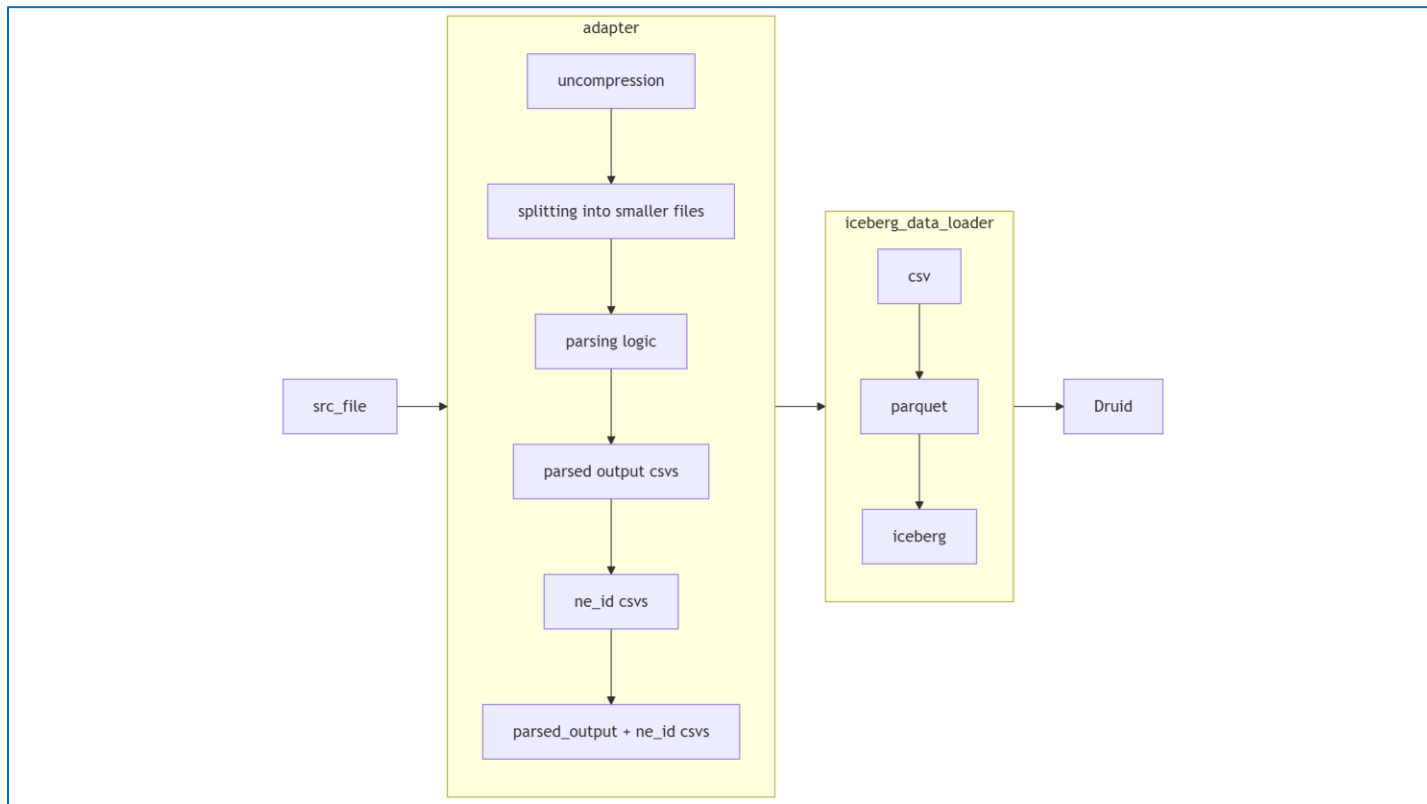 adapter
uncompression
splitting into smaller files
parsing logic
parsed output csvs
ne_id csvs
parsed_output + ne_id csvs
src_file
iceberg_data_loader
csv
parquet
iceberg
Druid